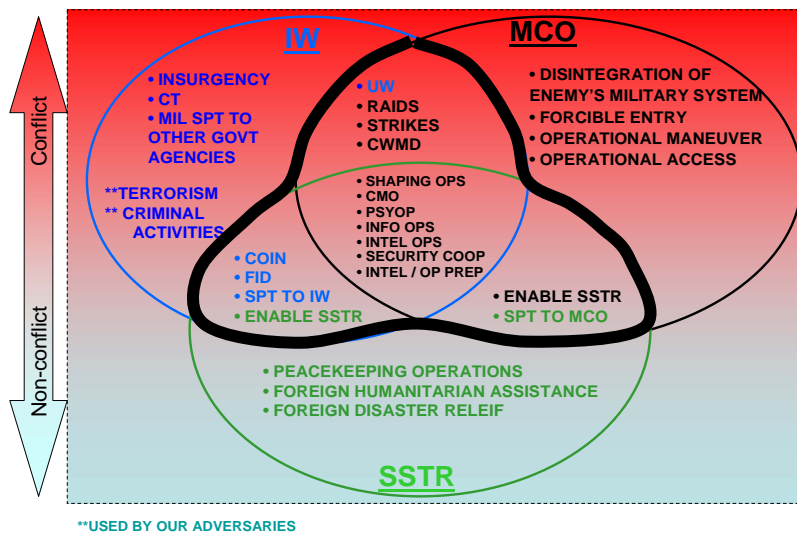 IW
MCO
• INSURGENCY
• CT
• MIL SPT TO
OTHER GOVT
AGENCIES
**TERRORISM
** CRIMINAL
ACTIVITIES
• UW
• RAIDS
• STRIKES
• CWMD
• DISINTEGRATION OF
ENEMY'S MILITARY SYSTEM
• FORCIBLE ENTRY
• OPERATIONAL MANEUVER
• OPERATIONAL ACCESS
• SHAPING OPS
• CMO
• PSYOP
• INFO OPS
• INTEL OPS
• SECURITY COOP
• INTEL / OP PREP
• COIN
• FID
• SPT TO IW
• ENABLE SSTR
• ENABLE SSTR
• SPT TO MCO
• PEACEKEEPING OPERATIONS
• FOREIGN HUMANITARIAN ASSISTANCE
• FOREIGN DISASTER RELEIF
SSTR
Conflict
Non-conflict
**USED BY OUR ADVERSARIES